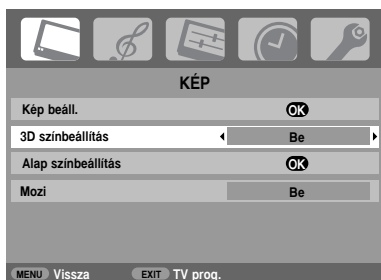 KÉP
Kép beáll. OK
3D színbeállítás Be
Alap színbeállítás OK
Mozi Be
MENU Vissza EXIT TV prog.